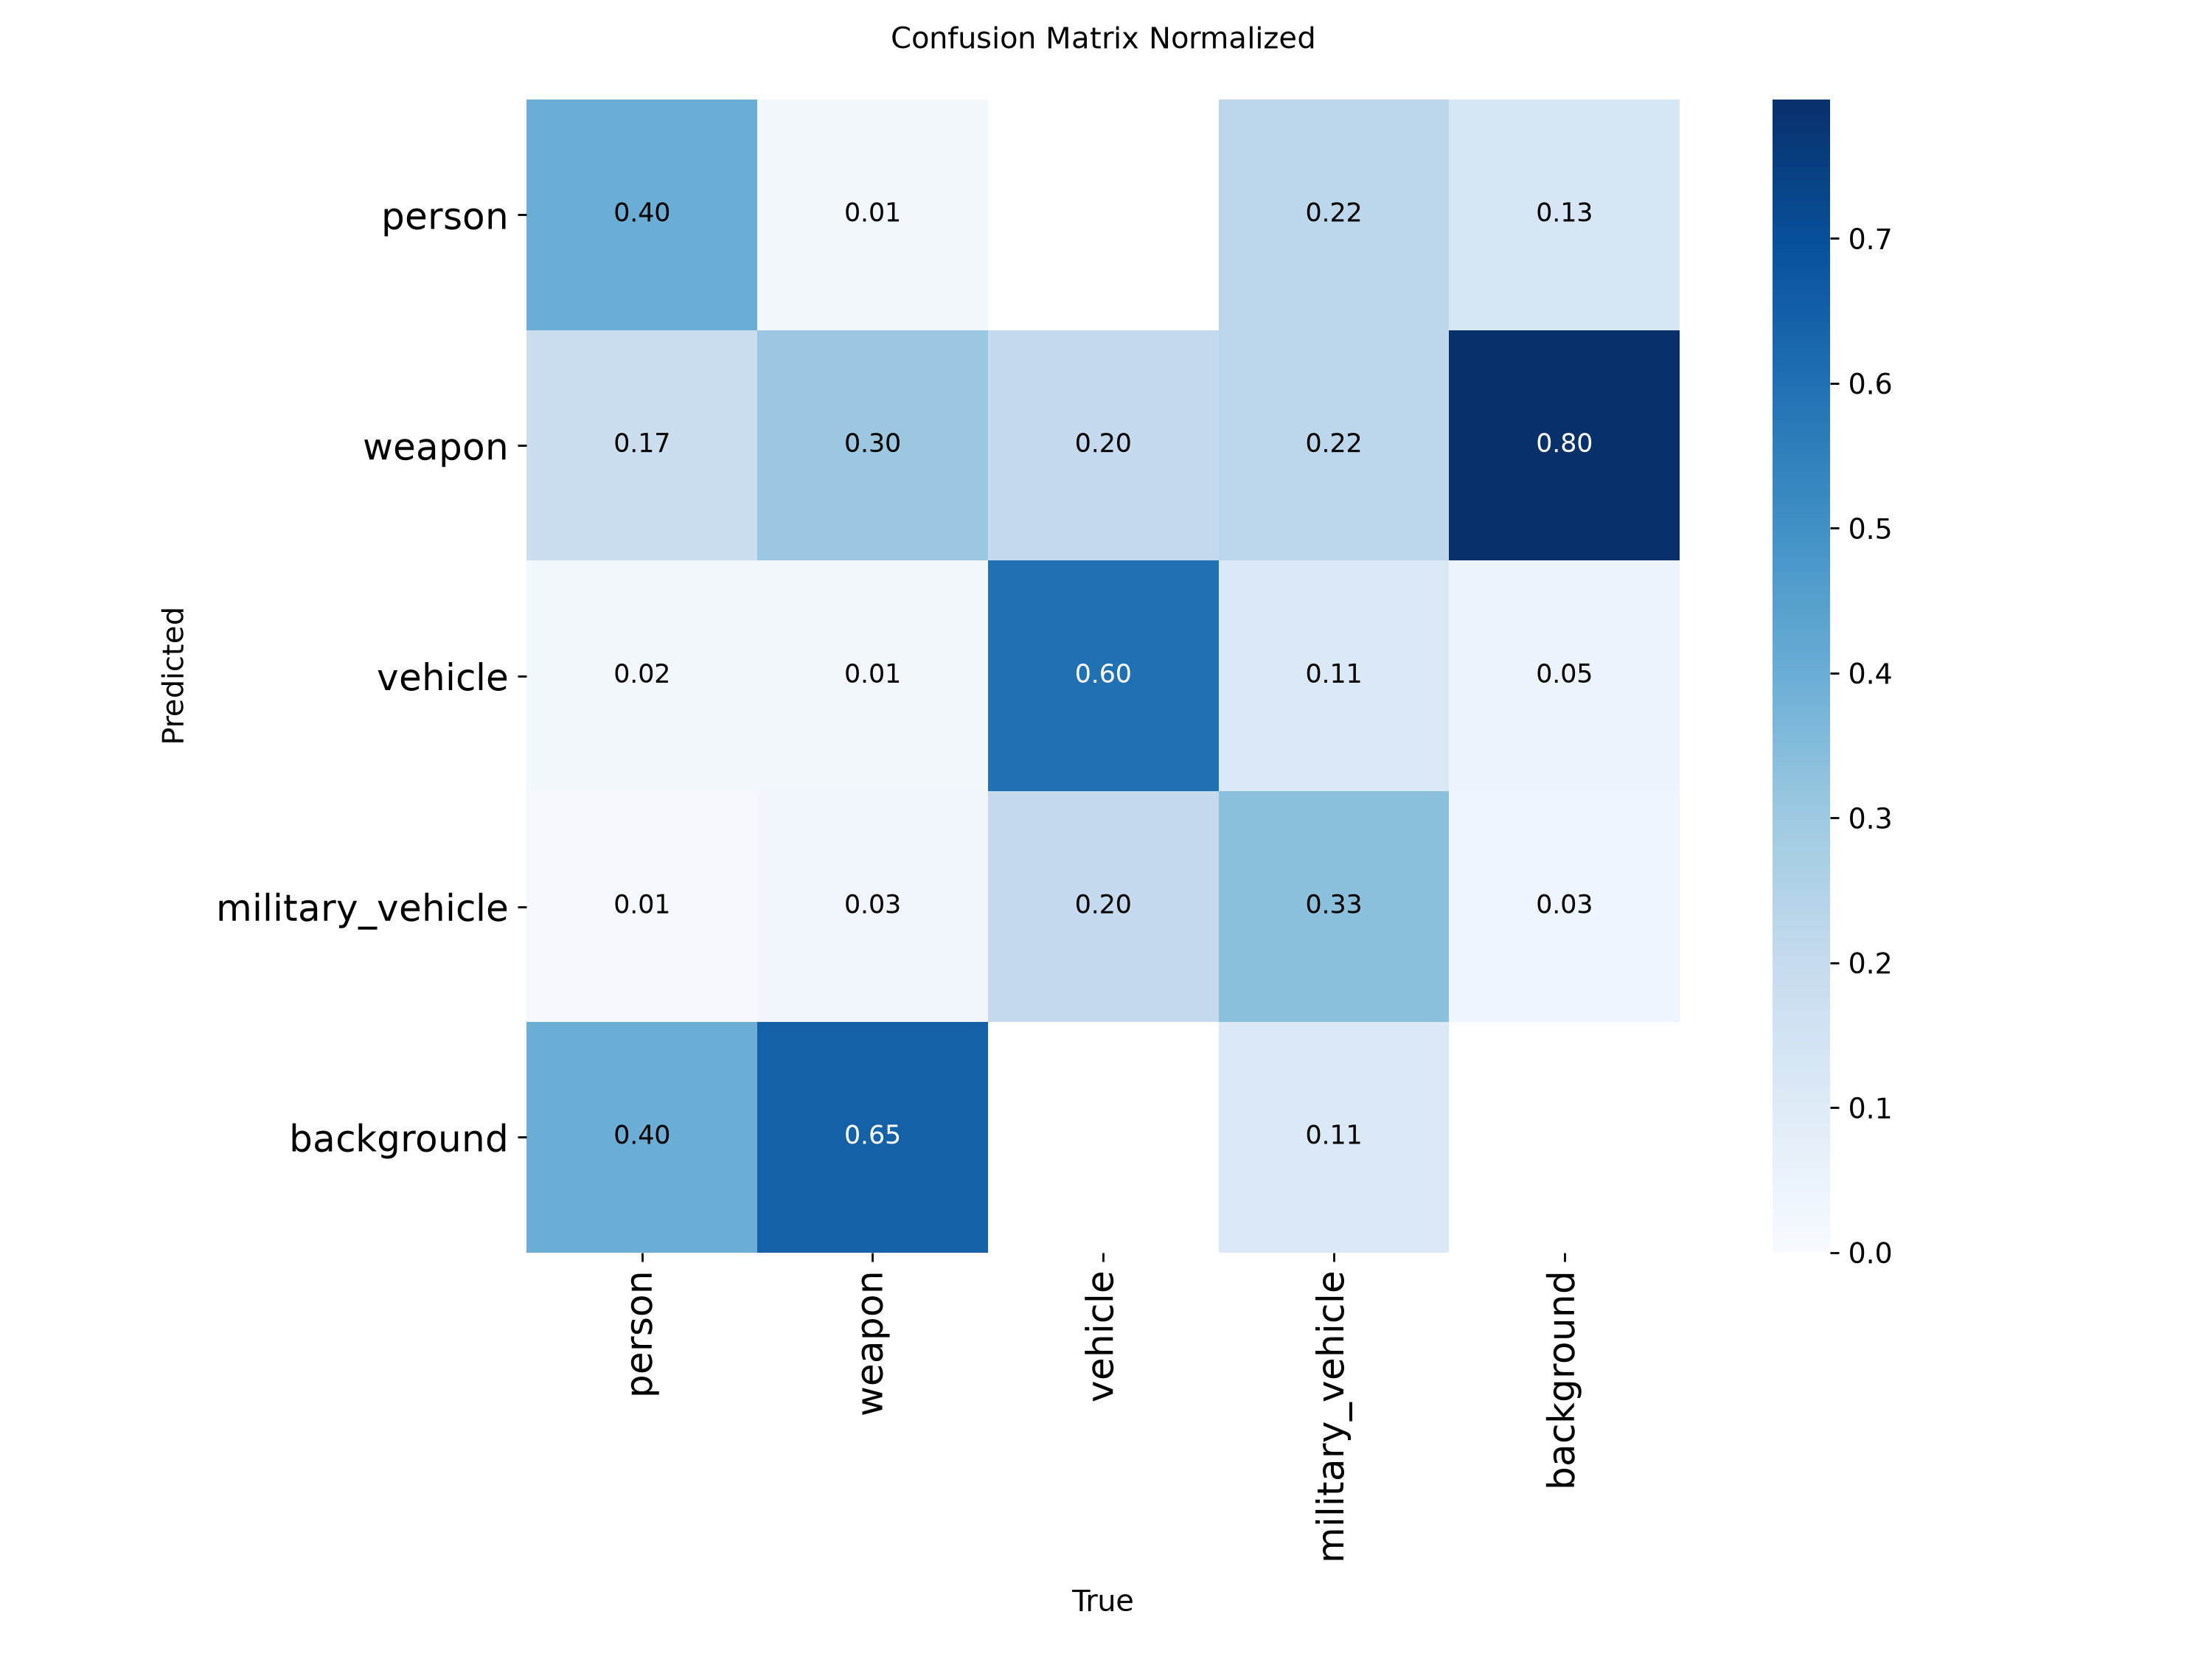 Confusion Matrix Normalized
person
0.40
0.01
0.22
0.13
weapon
0.17
0.30
0.20
0.22
0.80
vehicle
0.02
0.01
0.60
0.11
0.05
military_vehicle
0.01
0.03
0.20
0.33
0.03
background
0.40
0.65
0.11
Predicted
person
weapon
vehicle
military_vehicle
background
True
0.7
0.6
0.5
0.4
0.3
0.2
0.1
0.0